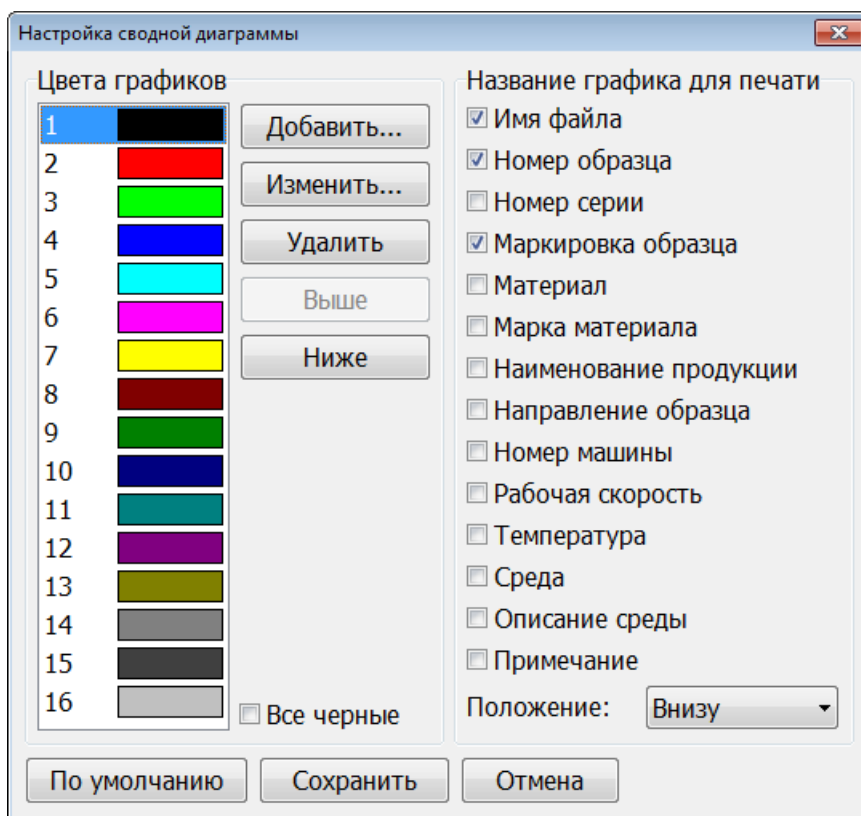 Настройка сводной диаграммы
Цвета графиков
1
2
3
4
5
6
7
8
9
10
11
12
13
14
15
16
Добавить...
Изменить...
Удалить
Выше
Ниже
Все черные
Название графика для печати
Имя файла
Номер образца
Номер серии
Маркировка образца
Материал
Марка материала
Наименование продукции
Направление образца
Номер машины
Рабочая скорость
Температура
Среда
Описание среды
Примечание
Положение: Внизу
По умолчанию Сохранить Отмена